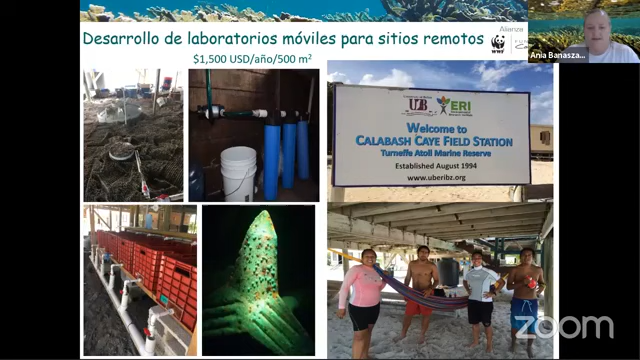 Desarrollo de laboratorios móviles para sitios remotos
$1,500 USD/año/500 m²
Alianza
WWF
Ania Banasza...
UB
ERI
Welcome to
CALABASH CAYE FIELD STATION
Turneffe Atoll Marine Reserve
Established August 1994
www.uberibz.org
zoom